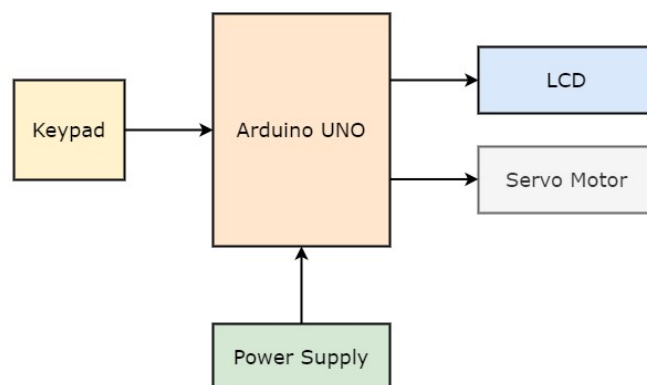 Keypad
Arduino UNO
LCD
Servo Motor
Power Supply